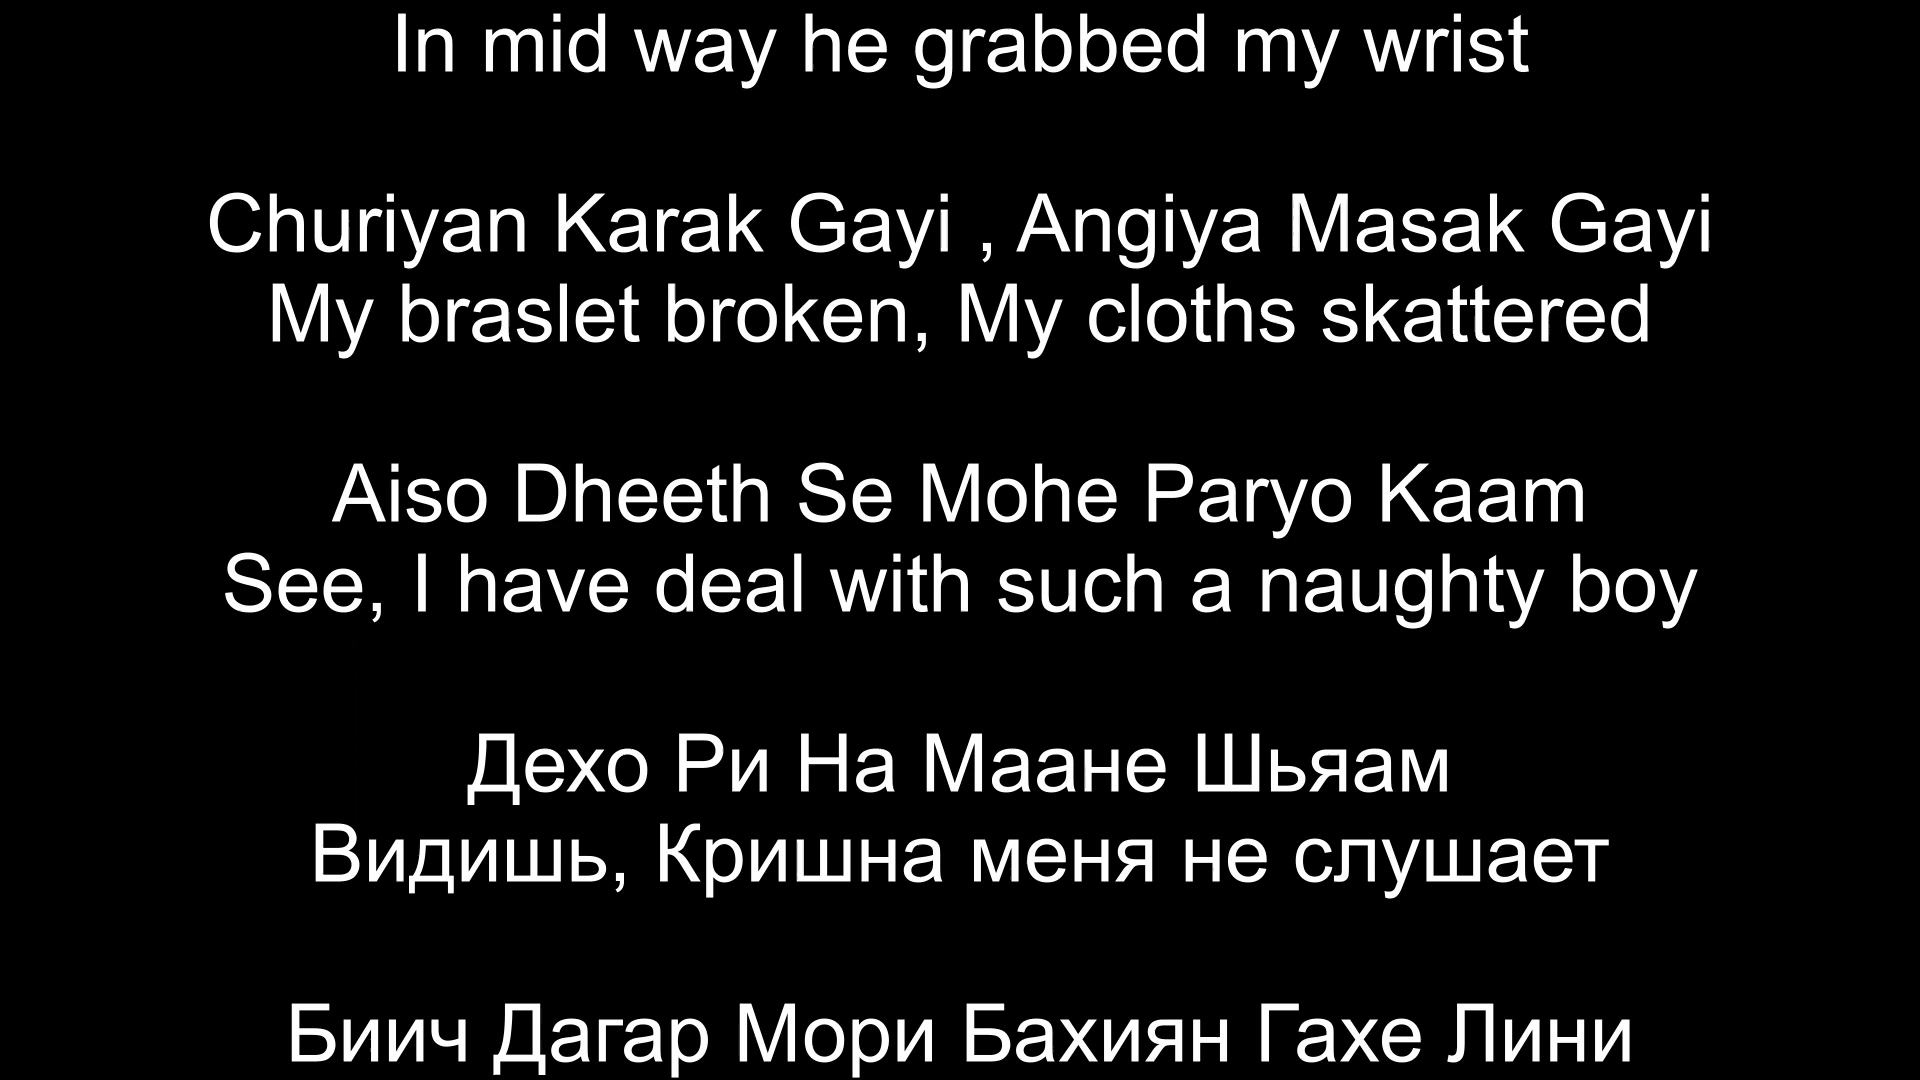 In mid way he grabbed my wrist
Churiyan Karak Gayi , Angiya Masak Gayi
My braslet broken, My cloths skattered
Aiso Dheeth Se Mohe Paryo Kaam
See, I have deal with such a naughty boy
Дехо Ри На Маане Шьяам
Видишь, Кришна меня не слушает
Биич Дагар Мори Бахиян Гахе Лини